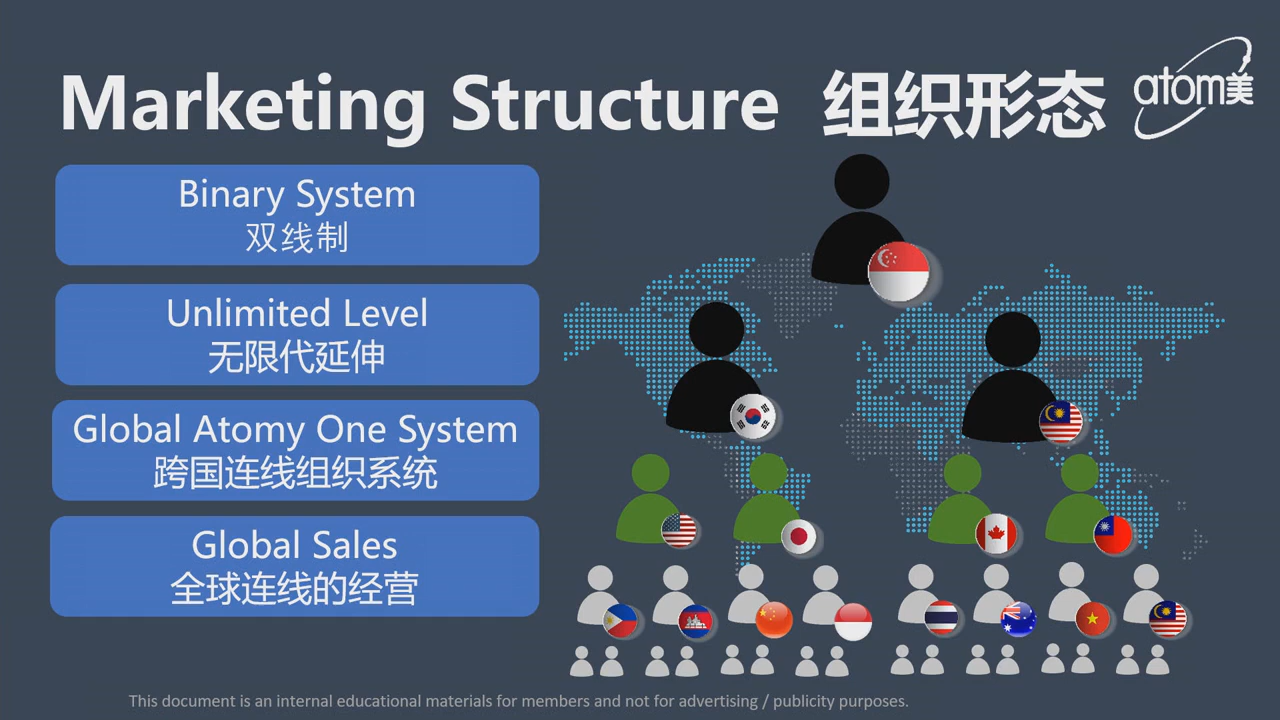 Marketing Structure 组织形态
atom美
Binary System
双线制
Unlimited Level
无限代延伸
Global Atomy One System
跨国连线组织系统
Global Sales
全球连线的经营
This document is an internal educational materials for members and not for advertising / publicity purposes.